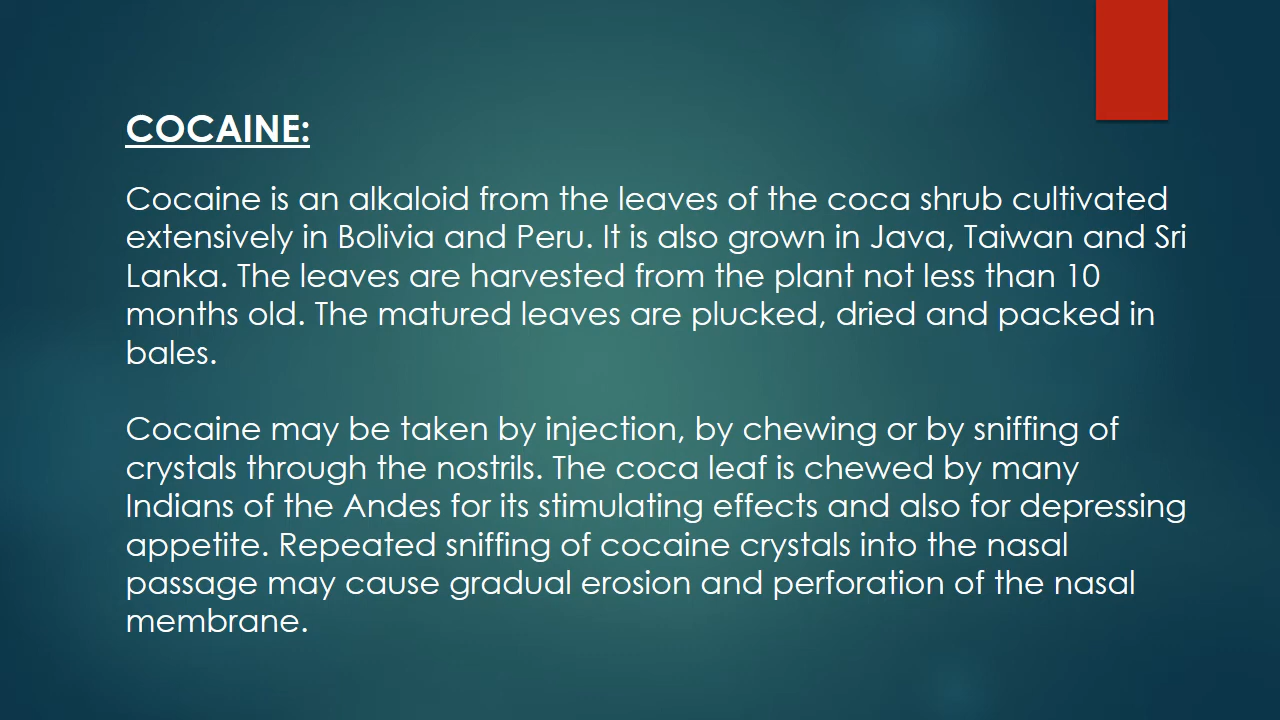 COCAINE:
Cocaine is an alkaloid from the leaves of the coca shrub cultivated
extensively in Bolivia and Peru. It is also grown in Java, Taiwan and Sri
Lanka. The leaves are harvested from the plant not less than 10
months old. The matured leaves are plucked, dried and packed in
bales.
Cocaine may be taken by injection, by chewing or by sniffing of
crystals through the nostrils. The coca leaf is chewed by many
Indians of the Andes for its stimulating effects and also for depressing
appetite. Repeated sniffing of cocaine crystals into the nasal
passage may cause gradual erosion and perforation of the nasal
membrane.